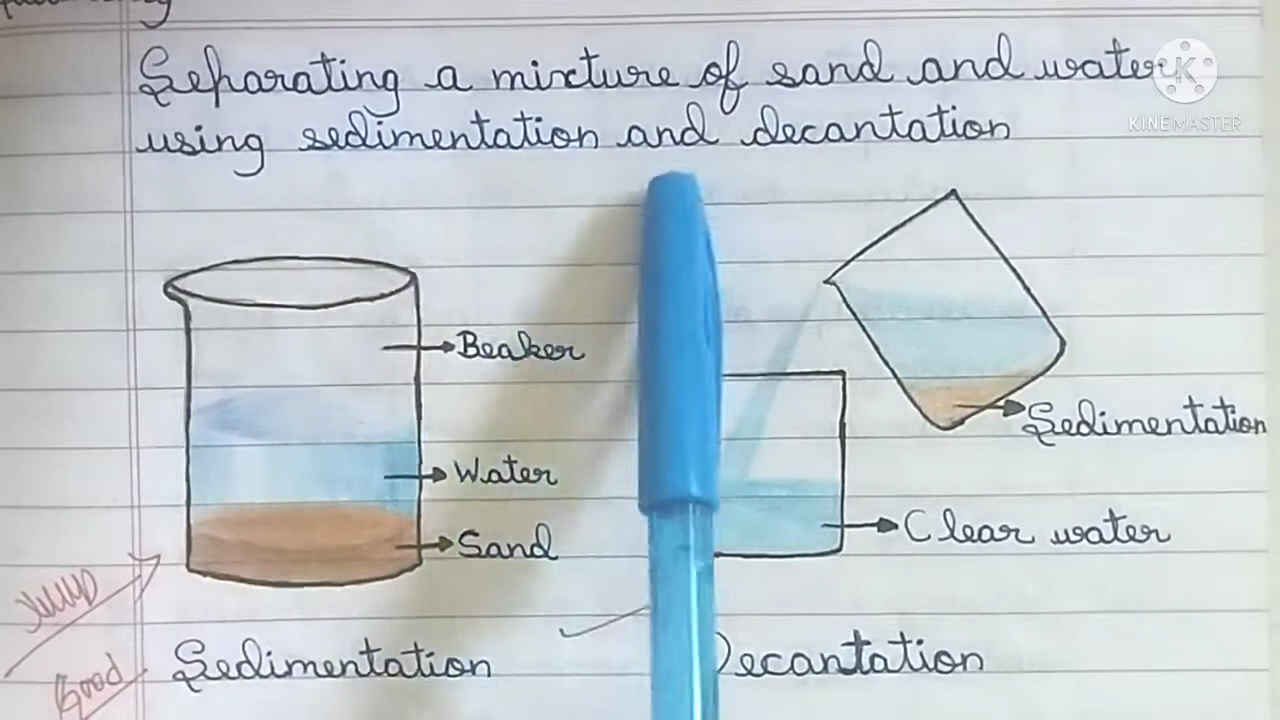 Separating a mixture of sand and water
using sedimentation and decantation
KINEMASTER
Beaker
Water
Sand
Sedimentation
Clear water
Good
Sedimentation
ecantation